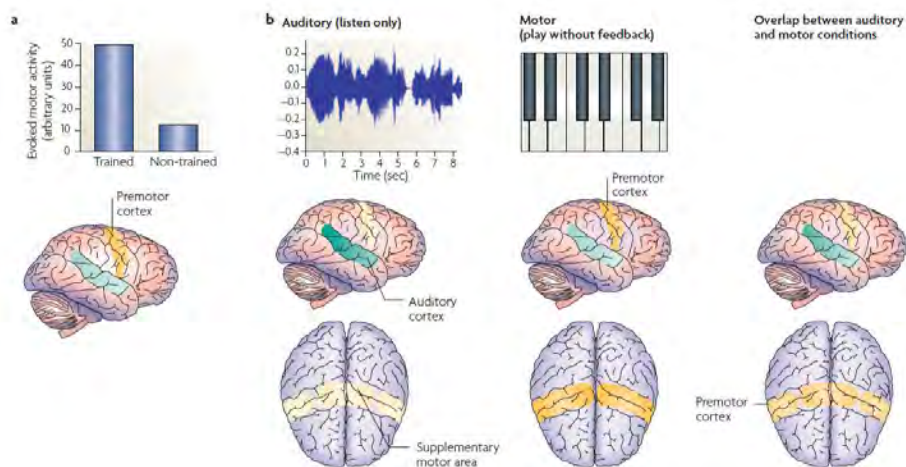 a
Evoked motor activity
(arbitrary units)
50
40
30
20
10
0
Trained
Non-trained
Premotor
cortex
b
Auditory (listen only)
0.2
0.1
0.0
–0.1
–0.2
–0.3
–0.4
0 1 2 3 4 5 6 7 8
Time (sec)
Auditory
cortex
Supplementary
motor area
Motor
(play without feedback)
Premotor
cortex
Overlap between auditory
and motor conditions
Premotor
cortex